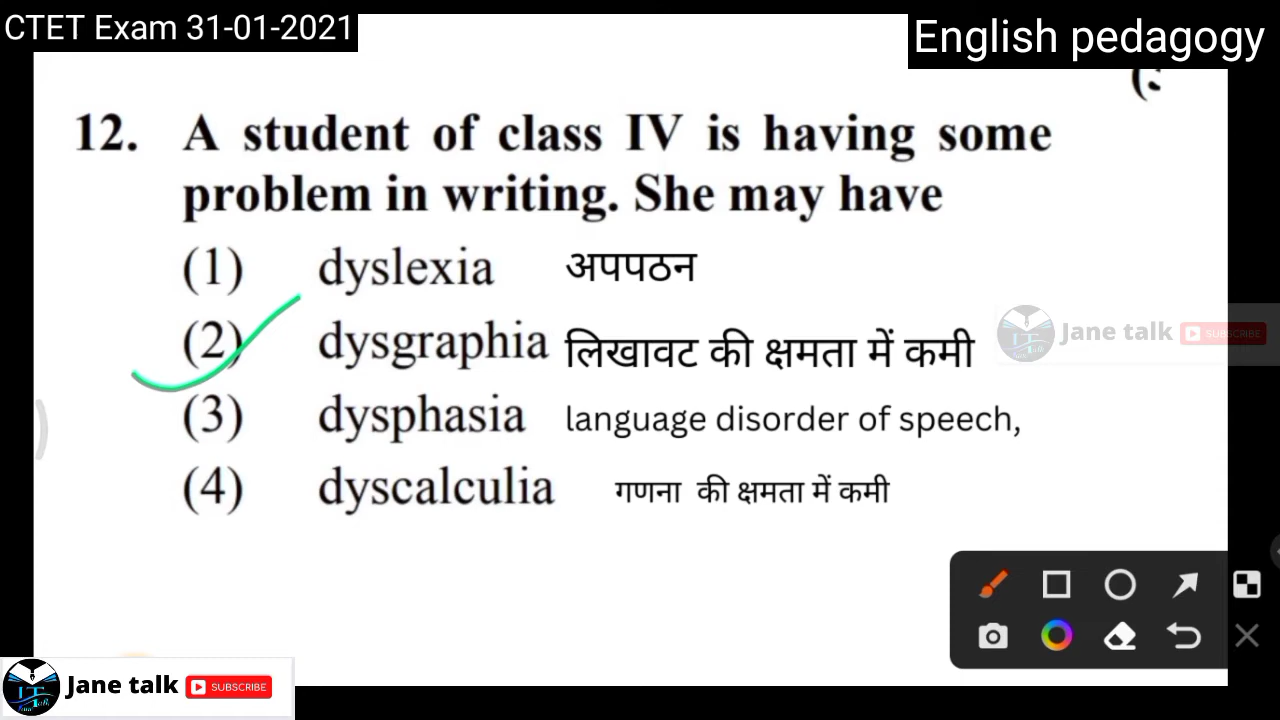 CTET Exam 31-01-2021
English pedagogy
12. A student of class IV is having some
problem in writing. She may have
(1) dyslexia अपपठन
(2) dysgraphia लिखावट की क्षमता में कमी
Jane talk SUBSCRIBE
(3) dysphasia language disorder of speech,
(4) dyscalculia गणना की क्षमता में कमी
Jane talk SUBSCRIBE